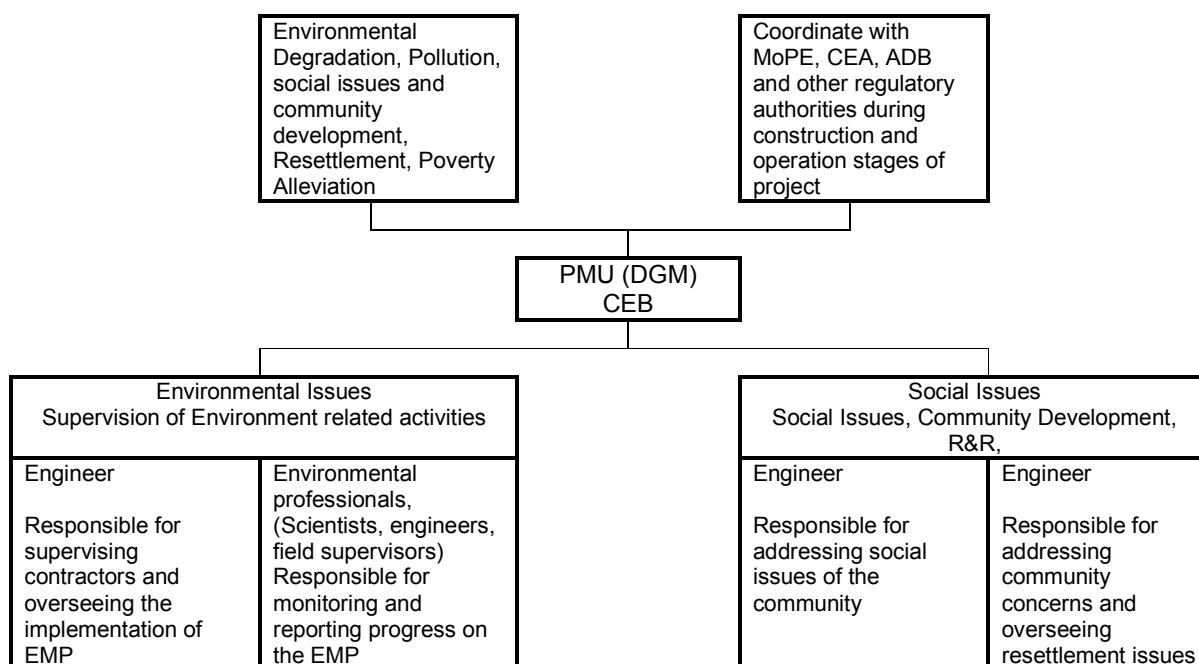 Environmental
Degradation, Pollution,
social issues and
community
development,
Resettlement, Poverty
Alleviation
Coordinate with
MoPE, CEA, ADB
and other regulatory
authorities during
construction and
operation stages of
project
PMU (DGM)
CEB
Environmental Issues
Supervision of Environment related activities
Engineer
Responsible for
supervising
contractors and
overseeing the
implementation of
EMP
Environmental
professionals,
(Scientists, engineers,
field supervisors)
Responsible for
monitoring and
reporting progress on
the EMP
Social Issues
Social Issues, Community Development,
R&R,
Engineer
Responsible for
addressing social
issues of the
community
Engineer
Responsible for
addressing
community
concerns and
overseeing
resettlement issues